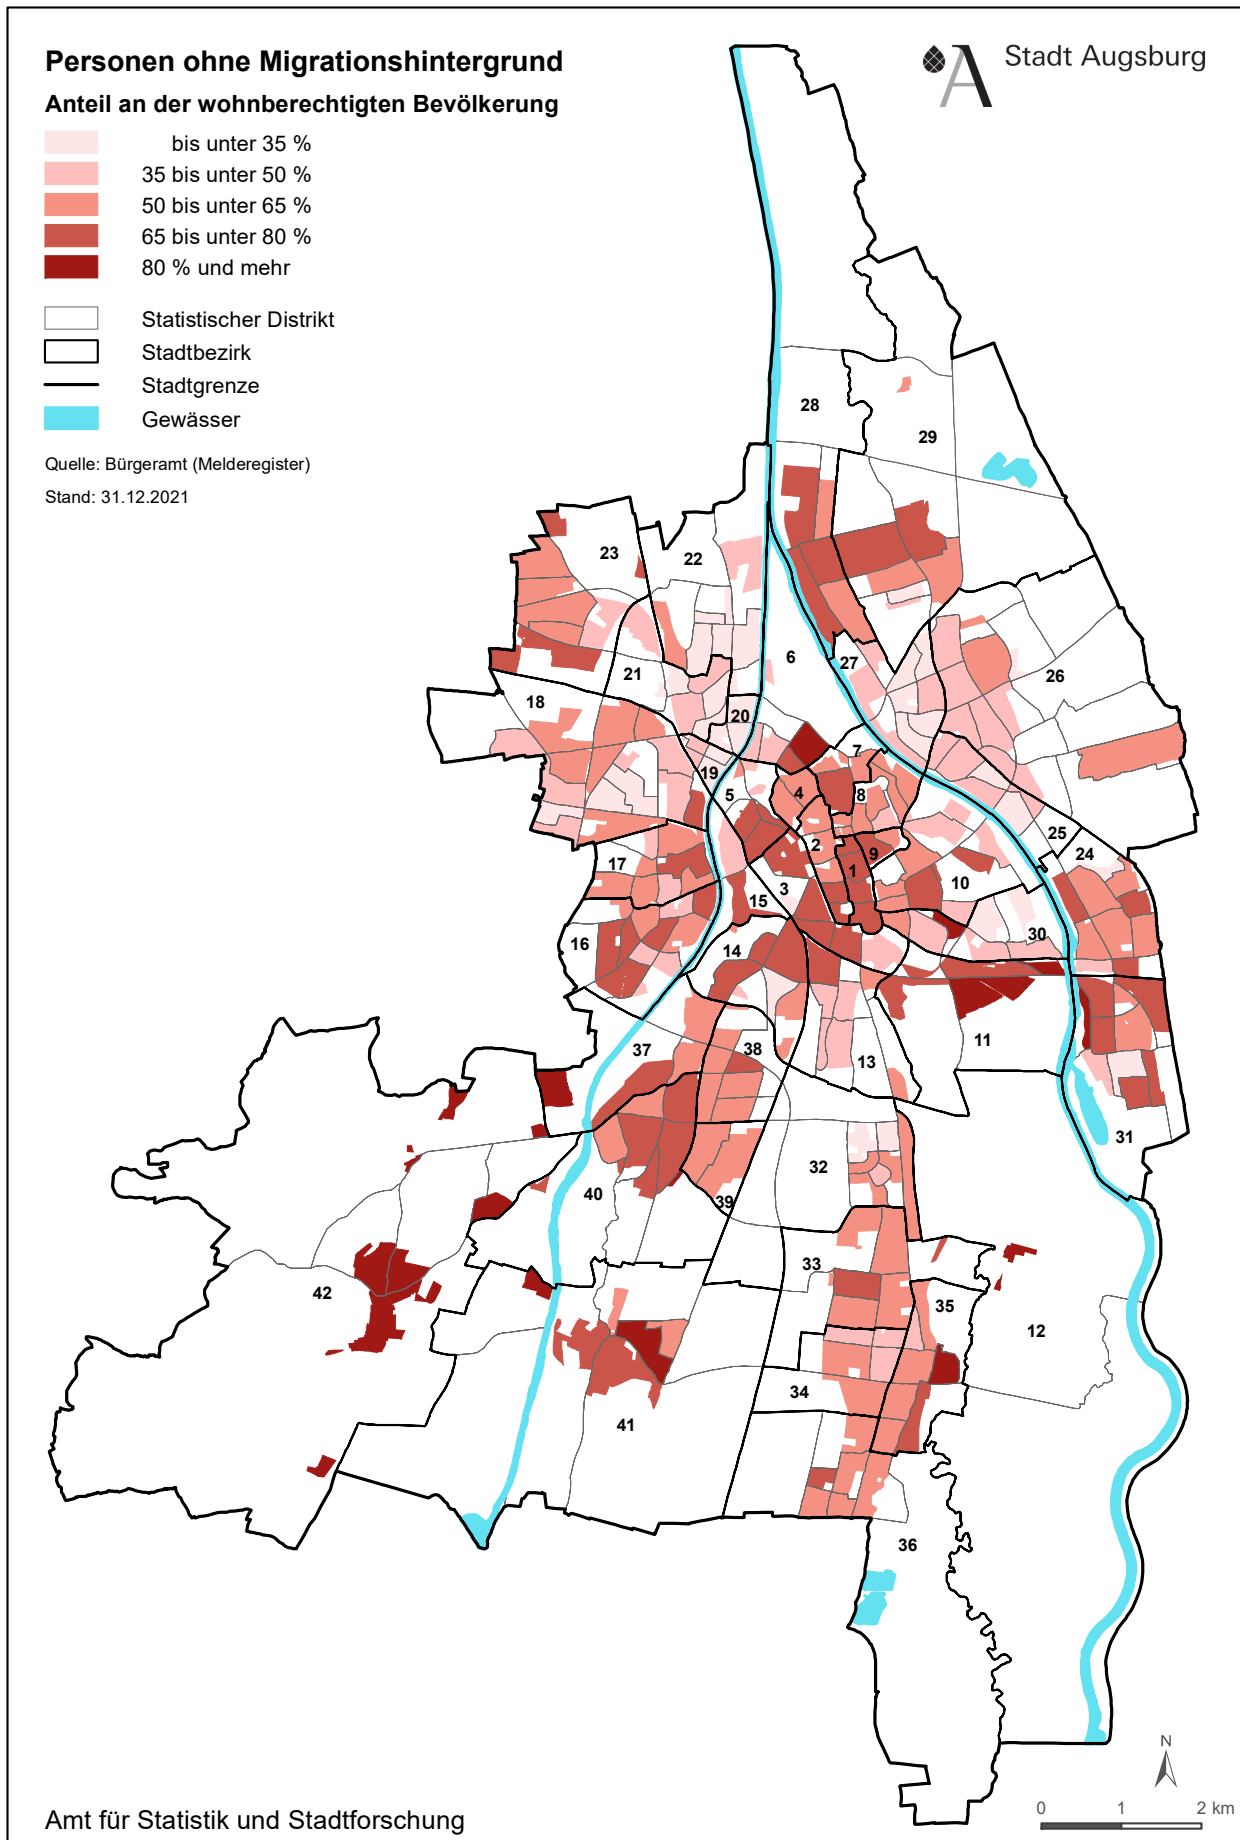 Personen ohne Migrationshintergrund
Stadt Augsburg
Anteil an der wohnberechtigten Bevölkerung
bis unter 35 %
35 bis unter 50 %
50 bis unter 65 %
65 bis unter 80 %
80 % und mehr
Statistischer Distrikt
Stadtbezirk
Stadtgrenze
Gewässer
Quelle: Bürgeramt (Melderegister)
Stand: 31.12.2021
28
29
23
22
6
27
26
21
18
20
7
19
5
4
8
2
25
24
17
9
1
10
3
15
30
16
14
37
38
11
13
31
32
40
39
33
42
35
12
34
41
36
N
0 1 2 km
Amt für Statistik und Stadtforschung